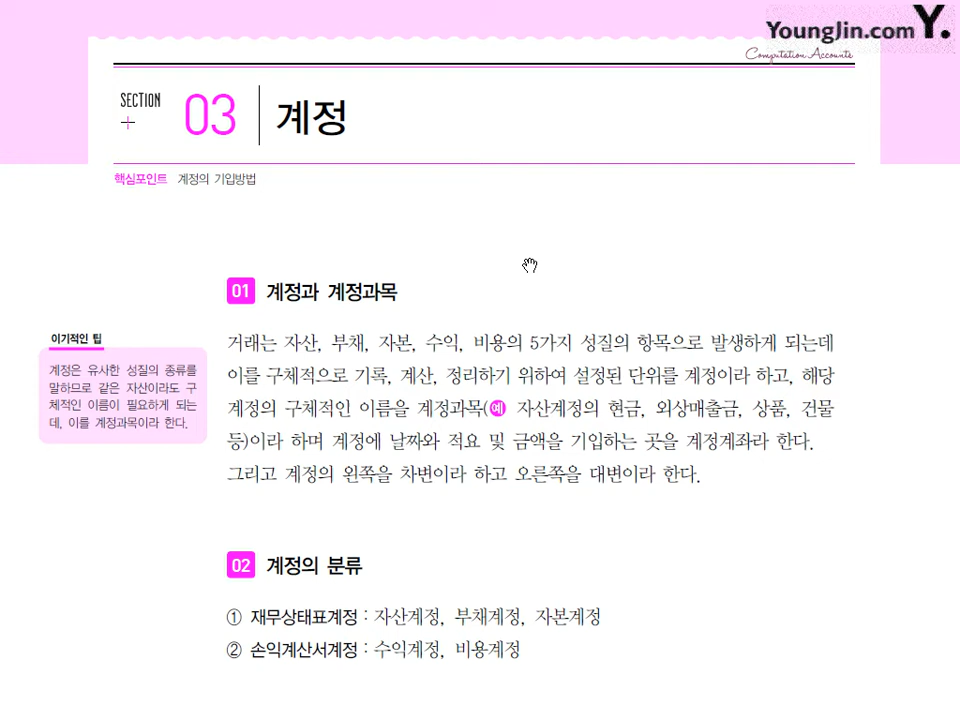 YoungJin.com Y.
Computation Accounts
SECTION
03
계정
핵심포인트 계정의 기입방법
01 계정과 계정과목
이기적인 팁
계정은 유사한 성질의 종류를
말하므로 같은 자산이라도 구
체적인 이름이 필요하게 되는
데, 이를 계정과목이라 한다.
거래는 자산, 부채, 자본, 수익, 비용의 5가지 성질의 항목으로 발생하게 되는데
이를 구체적으로 기록, 계산, 정리하기 위하여 설정된 단위를 계정이라 하고, 해당
계정의 구체적인 이름을 계정과목(예 자산계정의 현금, 외상매출금, 상품, 건물
등)이라 하며 계정에 날짜와 적요 및 금액을 기입하는 곳을 계정계좌라 한다.
그리고 계정의 왼쪽을 차변이라 하고 오른쪽을 대변이라 한다.
02 계정의 분류
① 재무상태표계정 : 자산계정, 부채계정, 자본계정
② 손익계산서계정 : 수익계정, 비용계정